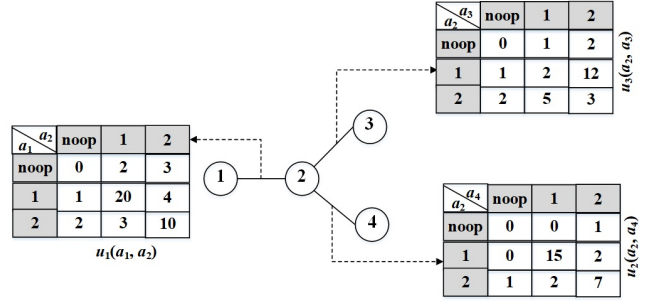 a3 noop 1 2
a2
noop 0 1 2
1 1 2 12
2 2 5 3
u3(a2, a3)
a2 noop 1 2
a1
noop 0 2 3
1 1 20 4
2 2 3 10
u1(a1, a2)
1
2
3
4
a4 noop 1 2
a2
noop 0 0 1
1 0 15 2
2 1 2 7
u2(a2, a4)